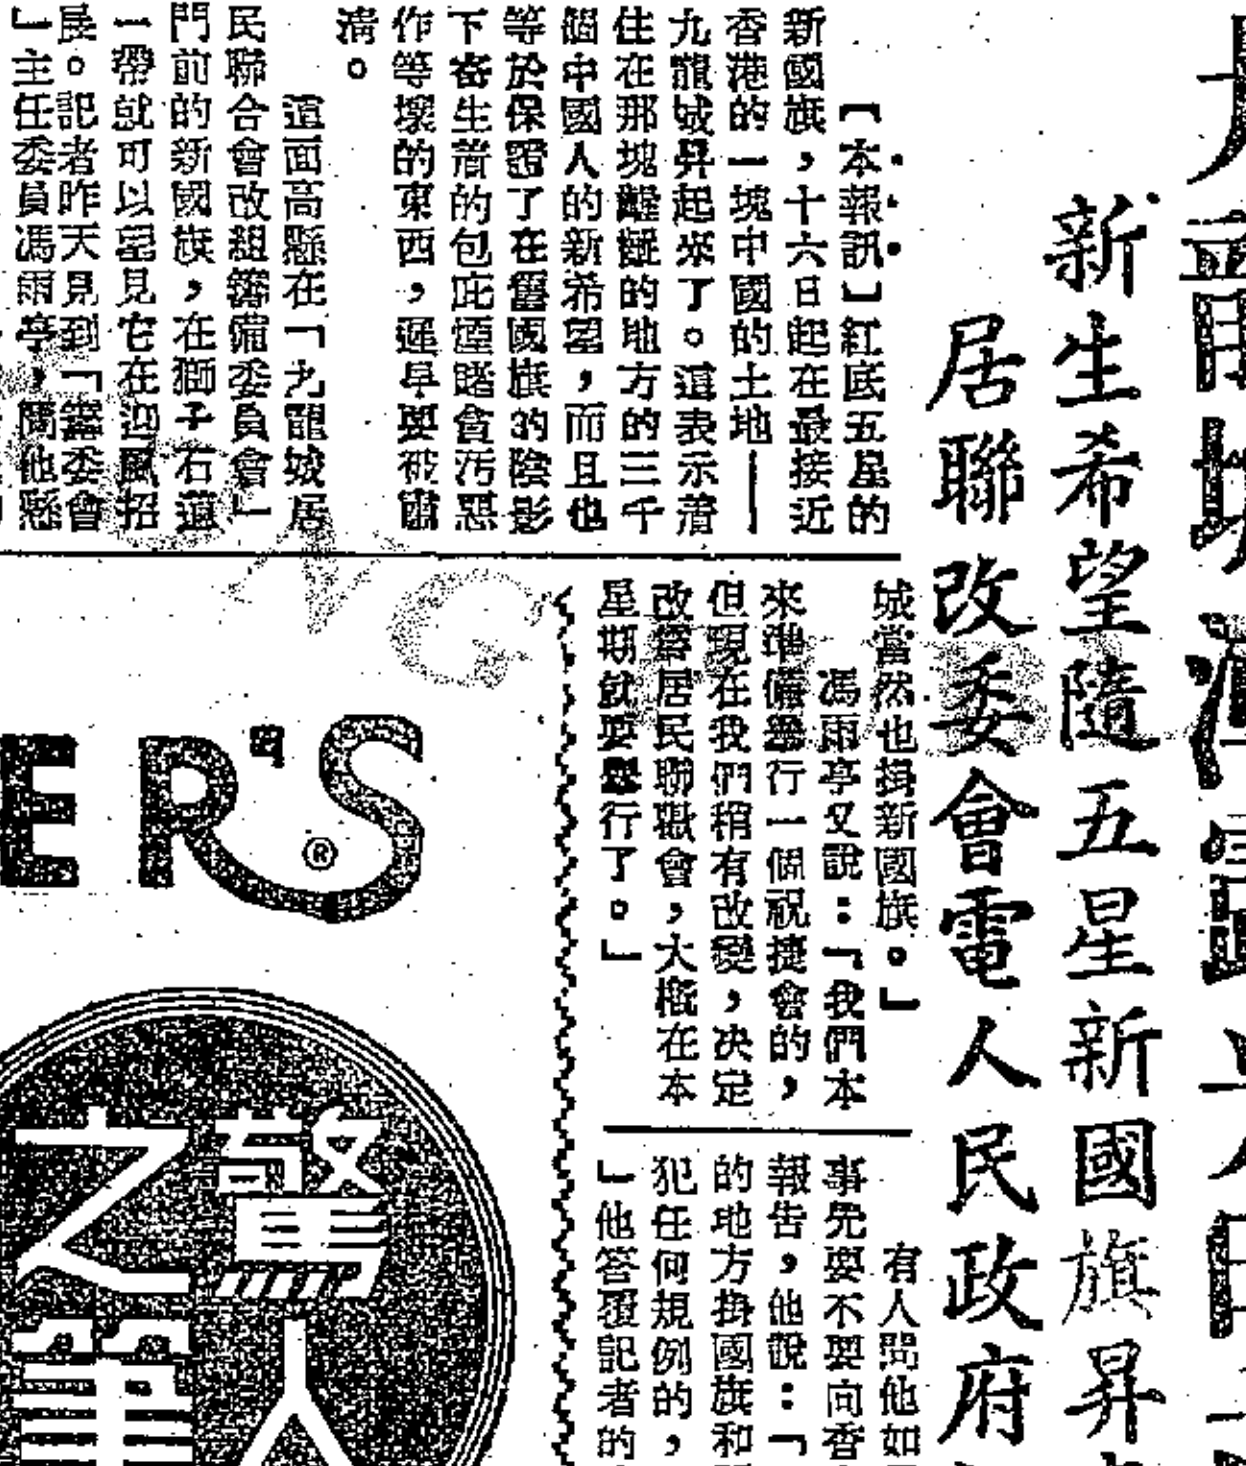 新生希望隨五星新國旗昇
居聯改委會電人民政府
【本報訊】紅底五星的
新國旗，十六日起在最接近
香港的一塊中國的土地——
九龍城昇起來了。這表示着
住在那塊齷齪的地方的三千
個中國人的新希望，而且也
等於保證了在舊國旗的陰影
下寄生着的包庇煙賭貪污惡
作等壞的東西，遲早要被肅
清。
這面高懸在「九龍城居
民聯合會改組籌備委員會」
門前的新國旗，在獅子石道
一帶就可以望見它在迎風招
展。記者昨天見到「籌委會
」主任委員馮雨亭，問他懸
城當然也掛新國旗。」
馮雨亭又說：「我們本
來準備舉行一個祝捷會的，
但現在我們稍有改變，決定
改為居民聯歡會，大概在本
星期就要舉行了。」
有人問他如
事先要不要向香
報告，他說：「
的地方掛國旗和
犯任何規例的，
」他答覆記者的
ER'S
®
驚人
之筆